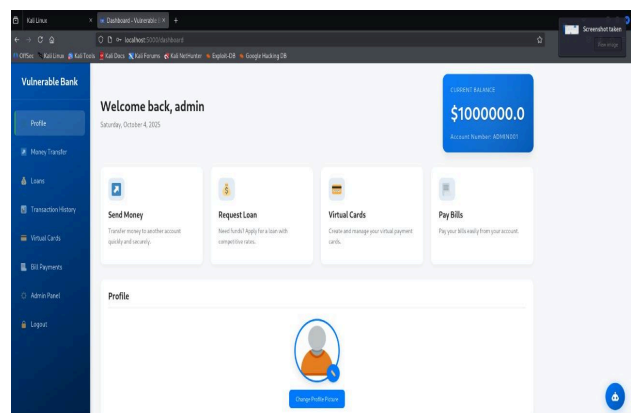 Kali Linux
Dashboard - Vulnerable B
Screenshot taken
localhost:5000/dashboard
OffSec Kali Linux Kali Tools Kali Docs Kali Forums Kali NetHunter Exploit-DB Google Hacking DB
Vulnerable Bank
Profile
Money Transfer
Loans
Transaction History
Virtual Cards
Bill Payments
Admin Panel
Logout
Welcome back, admin
Saturday, October 4, 2025
CURRENT BALANCE
$1000000.0
Account Number: ADMIN001
Send Money
Transfer money to another account
quickly and securely.
Request Loan
Need funds? Apply for a loan with
competitive rates.
Virtual Cards
Create and manage your virtual payment
cards.
Pay Bills
Pay your bills easily from your account.
Profile
Change Profile Picture